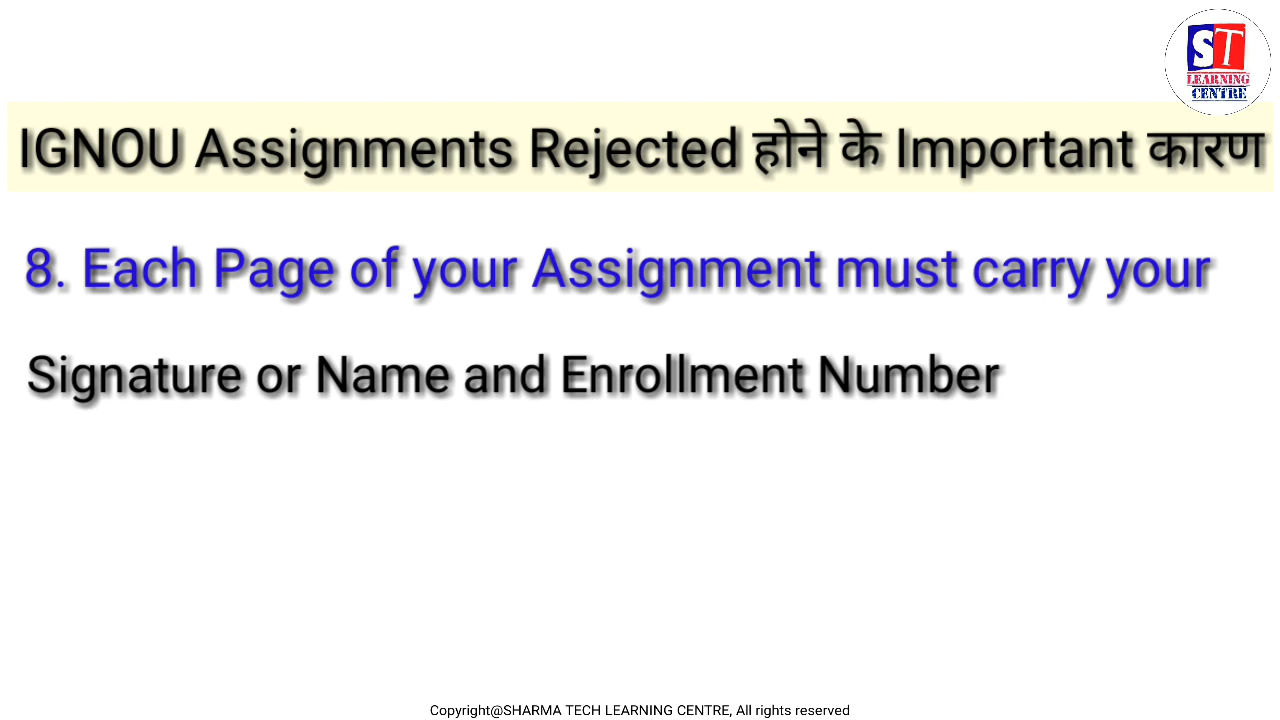 ST
LEARNING
CENTRE
IGNOU Assignments Rejected होने के Important कारण
8. Each Page of your Assignment must carry your
Signature or Name and Enrollment Number
Copyright@SHARMA TECH LEARNING CENTRE, All rights reserved